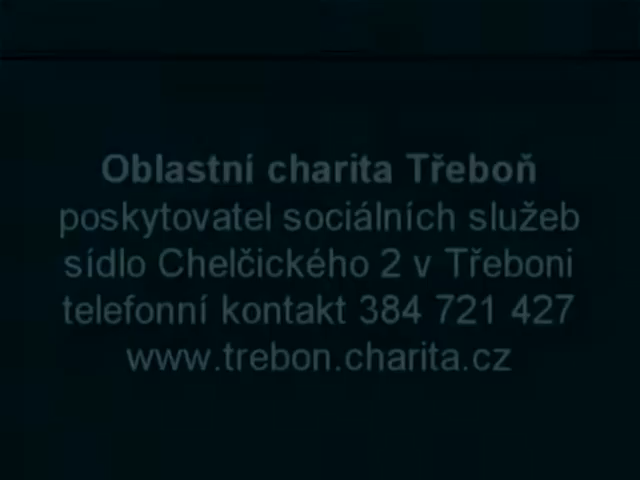 Oblastní charita Třeboň
poskytovatel sociálních služeb
sídlo Chelčického 2 v Třeboni
telefonní kontakt 384 721 427
www.trebon.charita.cz